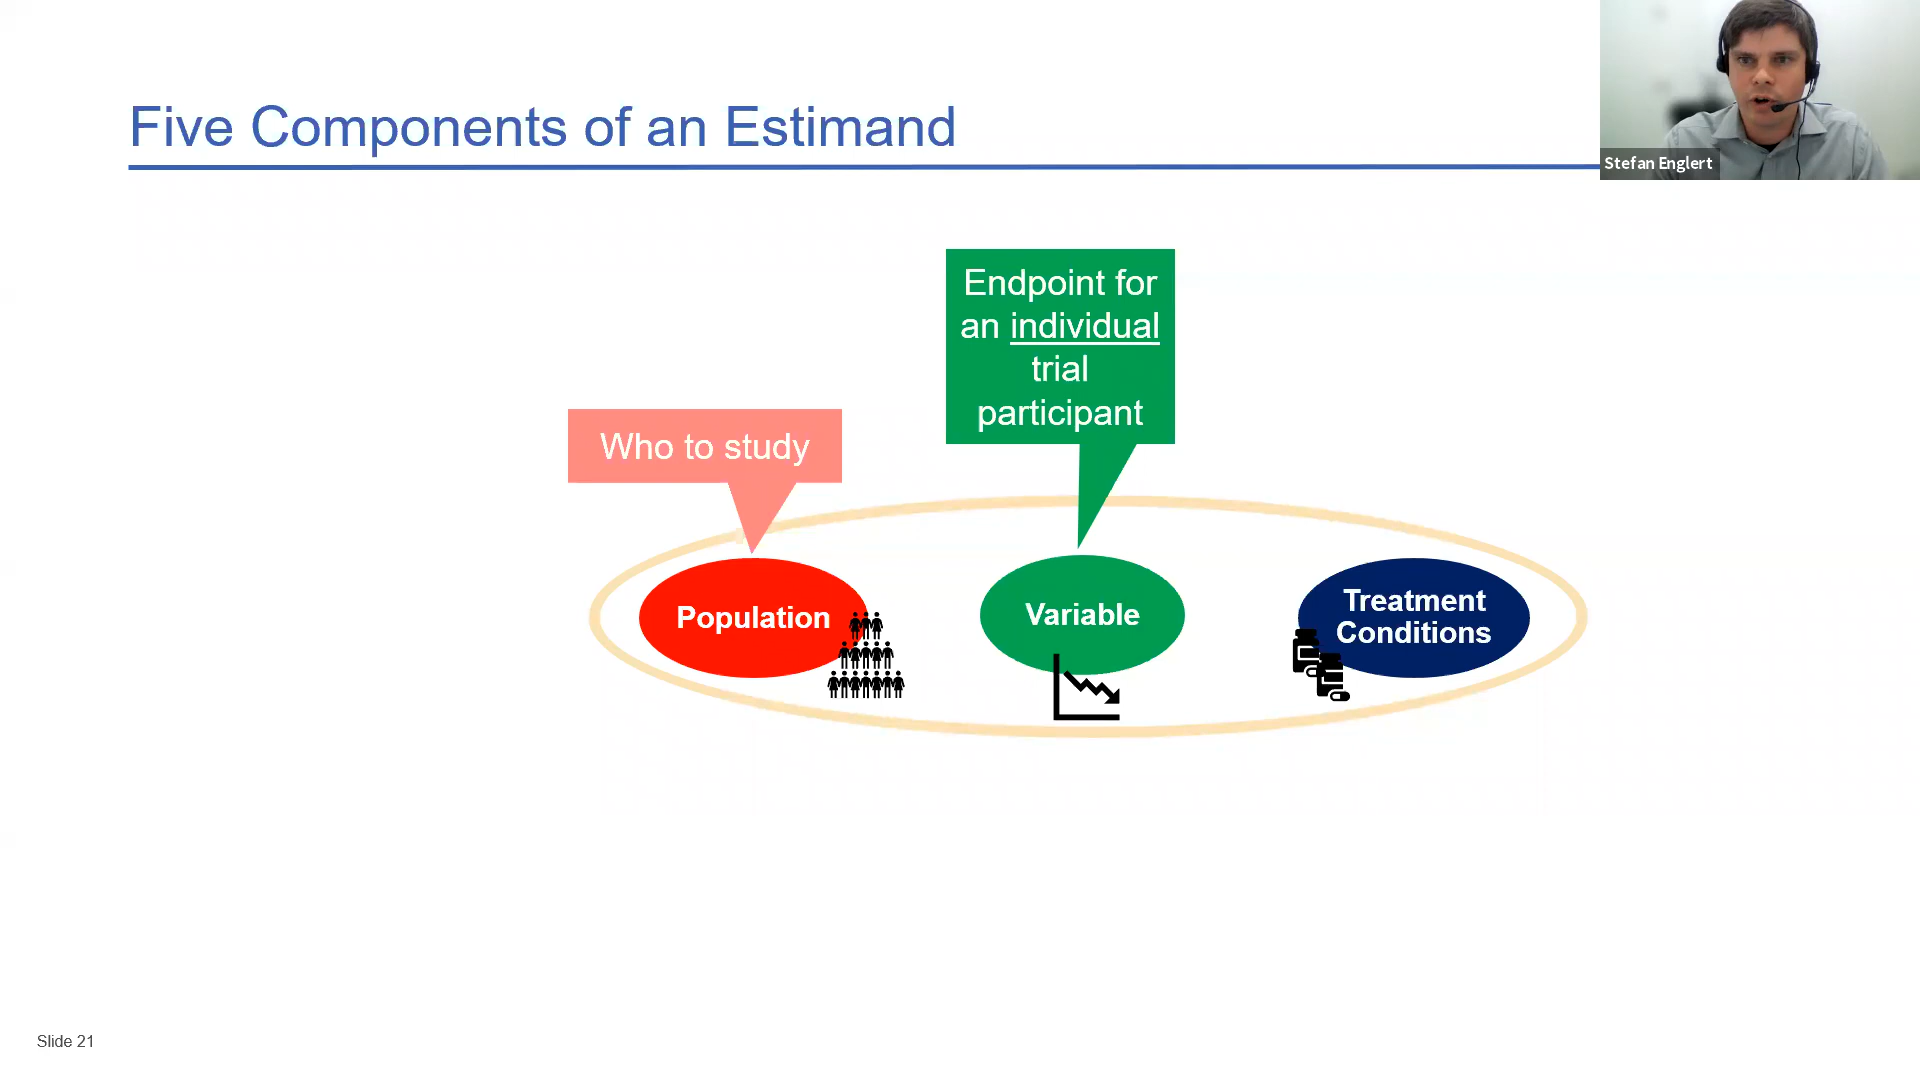 Five Components of an Estimand
Stefan Englert
Endpoint for
an individual
trial
participant
Who to study
Population
Variable
Treatment
Conditions
Slide 21